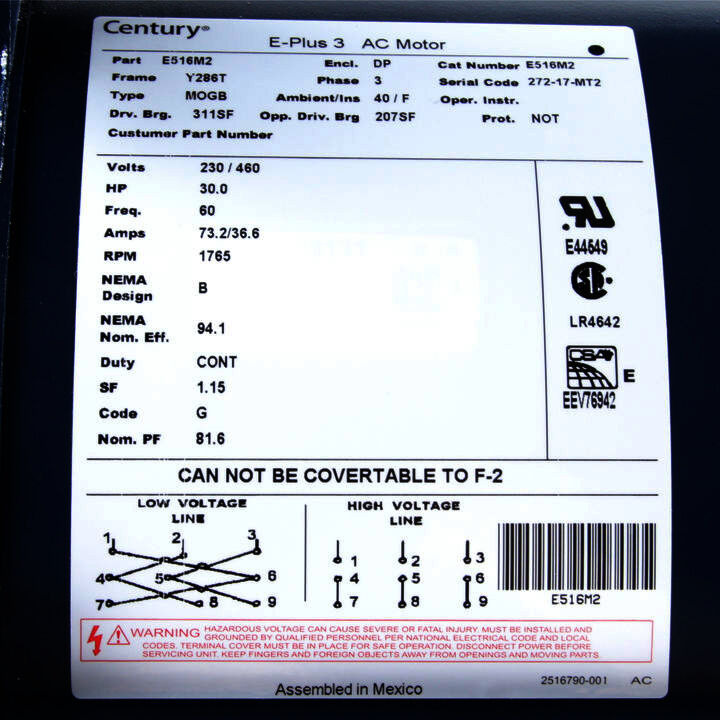 Century®
E-Plus 3 AC Motor
Part E516M2 Encl. DP Cat Number E516M2
Frame Y286T Phase 3 Serial Code 272-17-MT2
Type MOGB Ambient/Ins 40 / F Oper. Instr.
Drv. Brg. 311SF Opp. Driv. Brg 207SF Prot. NOT
Custumer Part Number
Volts 230 / 460
HP 30.0
Freq. 60
Amps 73.2/36.6
RPM 1765
NEMA
Design B
NEMA
Nom. Eff. 94.1
Duty CONT
SF 1.15
Code G
Nom. PF 81.6
RU
E44549
CSA
LR4642
CSA
E
EEV76942
CAN NOT BE COVERTABLE TO F-2
LOW VOLTAGE
LINE
1 2 3
4 5 6
7 8 9
HIGH VOLTAGE
LINE
1 2 3
4 5 6
7 8 9
E516M2
WARNING HAZARDOUS VOLTAGE CAN CAUSE SEVERE OR FATAL INJURY. MUST BE INSTALLED AND
GROUNDED BY QUALIFIED PERSONNEL PER NATIONAL ELECTRICAL CODE AND LOCAL
CODES. TERMINAL COVER MUST BE IN PLACE FOR SAFE OPERATION. DISCONNECT POWER BEFORE
SERVICING UNIT. KEEP FINGERS AND FOREIGN OBJECTS AWAY FROM OPENINGS AND MOVING PARTS
Assembled in Mexico
2516790-001 AC